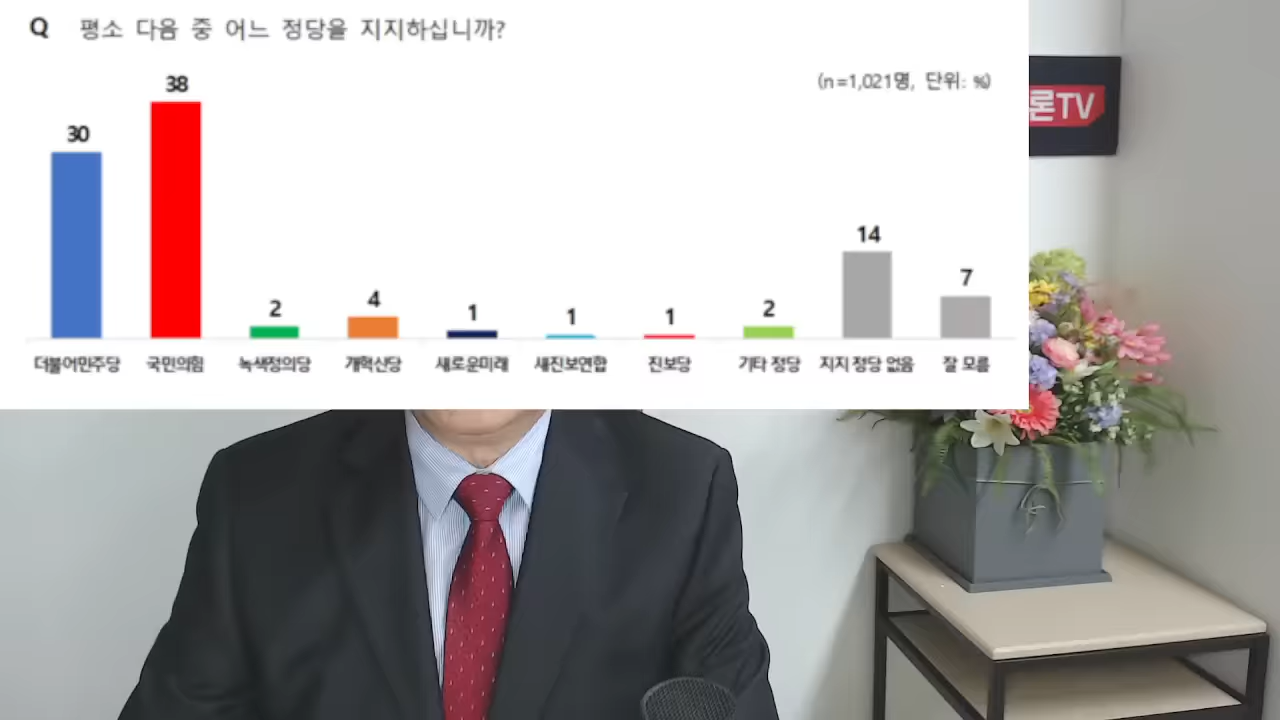 Q 평소 다음 중 어느 정당을 지지하십니까?
(n=1,021명, 단위: %)
30 38 2 4 1 1 1 2 14 7
더불어민주당 국민의힘 녹색정의당 개혁신당 새로운미래 새진보연합 진보당 기타 정당 지지 정당 없음 잘 모름
론TV